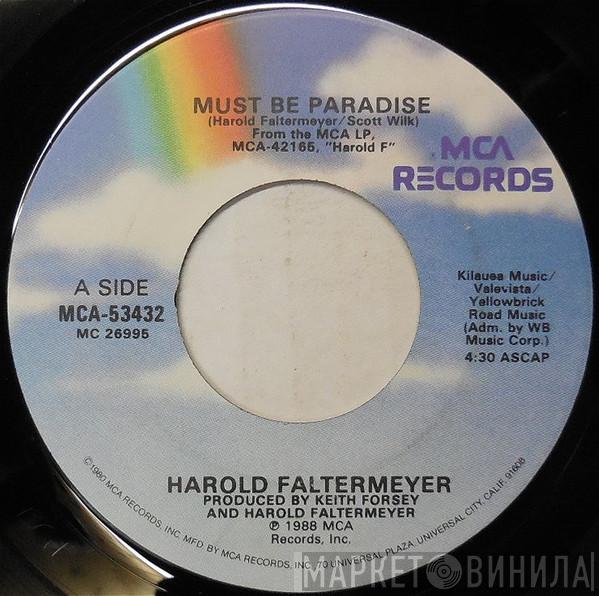 MUST BE PARADISE
(Harold Faltermeyer/Scott Wilk)
From the MCA LP,
MCA-42165, "Harold F"
MCA
RECORDS
A SIDE
MCA-53432
MC 26995
Kilauea Music/
Valevista/
Yellowbrick
Road Music
(Adm. by WB
Music Corp.)
4:30 ASCAP
HAROLD FALTERMEYER
PRODUCED BY KEITH FORSEY
AND HAROLD FALTERMEYER
℗ 1988 MCA
Records, Inc.
©1980 MCA RECORDS, INC. MFD. BY MCA RECORDS, INC., 70 UNIVERSAL PLAZA, UNIVERSAL CITY, CALIF. 91608
МАРКЕТ ВИНИЛА